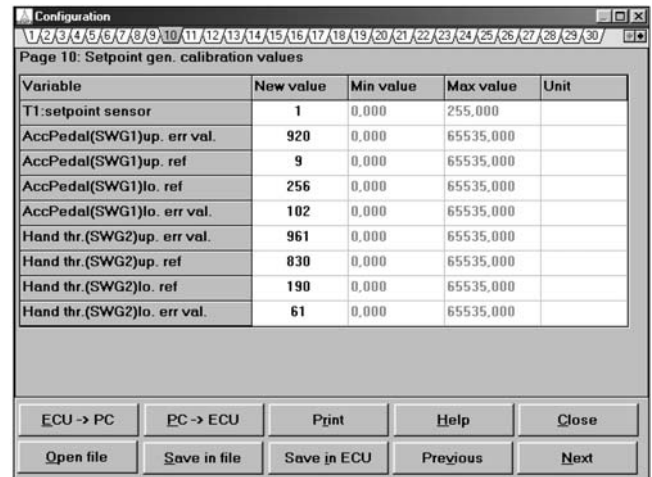 Configuration
1 2 3 4 5 6 7 8 9 10 11 12 13 14 15 16 17 18 19 20 21 22 23 24 25 26 27 28 29 30
Page 10: Setpoint gen. calibration values
Variable New value Min value Max value Unit
T1:setpoint sensor 1 0,000 255,000
AccPedal(SWG1)up. err val. 920 0,000 65535,000
AccPedal(SWG1)up. ref 9 0,000 65535,000
AccPedal(SWG1)lo. ref 256 0,000 65535,000
AccPedal(SWG1)lo. err val. 102 0,000 65535,000
Hand thr.(SWG2)up. err val. 961 0,000 65535,000
Hand thr.(SWG2)up. ref 830 0,000 65535,000
Hand thr.(SWG2)lo. ref 190 0,000 65535,000
Hand thr.(SWG2)lo. err val. 61 0,000 65535,000
ECU -> PC PC -> ECU Print Help Close
Open file Save in file Save in ECU Previous Next